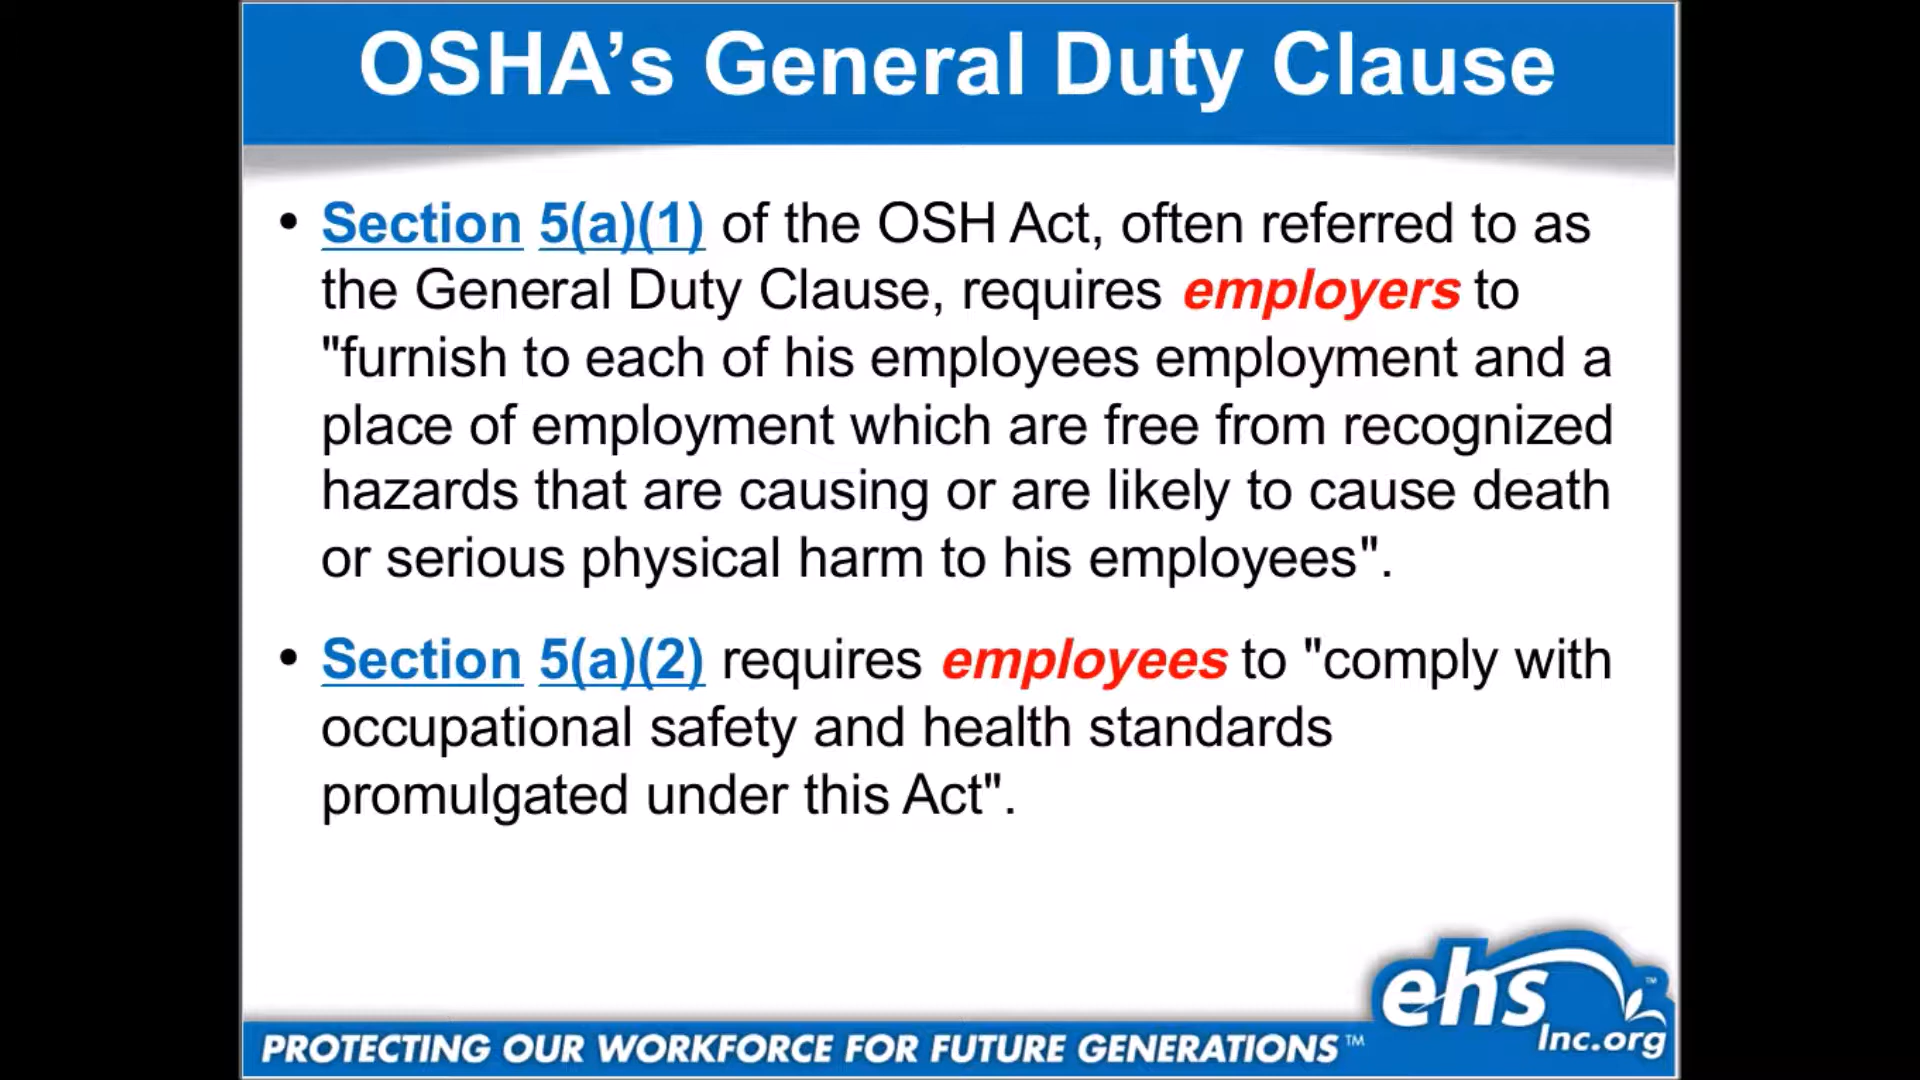 OSHA’s General Duty Clause
• Section 5(a)(1) of the OSH Act, often referred to as
the General Duty Clause, requires employers to
"furnish to each of his employees employment and a
place of employment which are free from recognized
hazards that are causing or are likely to cause death
or serious physical harm to his employees".
• Section 5(a)(2) requires employees to "comply with
occupational safety and health standards
promulgated under this Act".
ehs™
Inc.org
PROTECTING OUR WORKFORCE FOR FUTURE GENERATIONS™